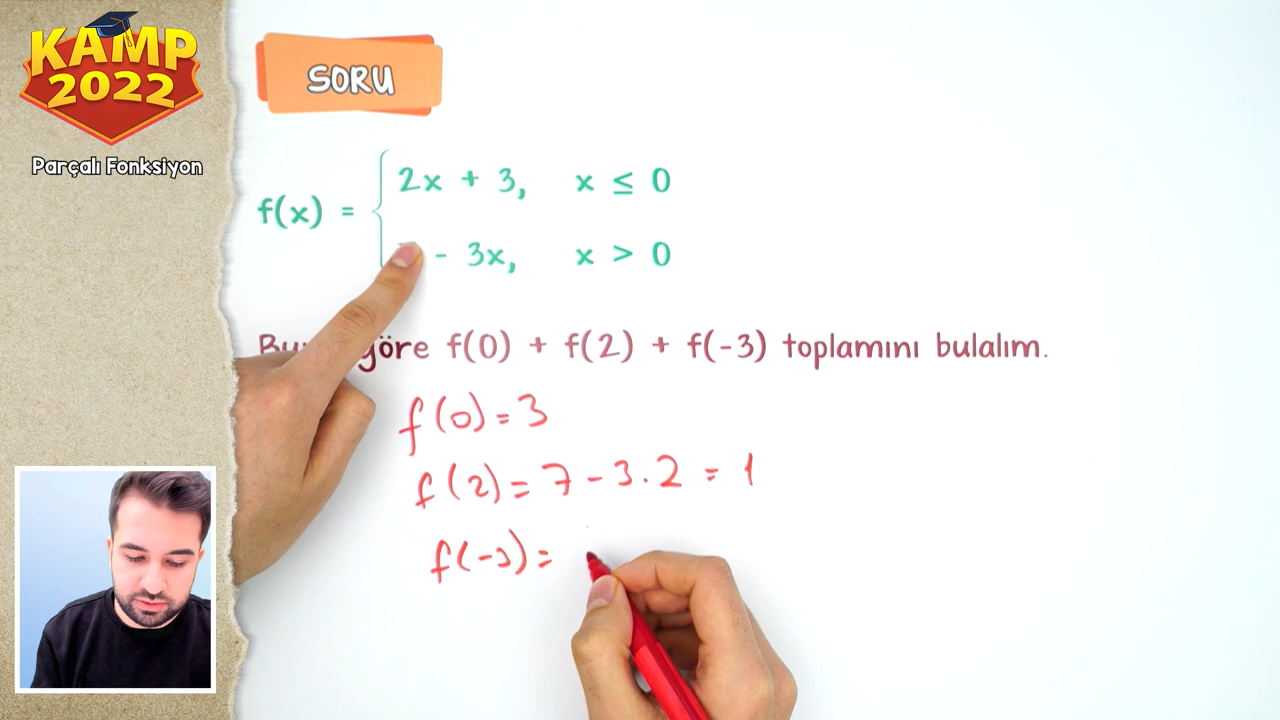 KAMP
2022
Parçalı Fonksiyon
SORU
f(x) = { 2x + 3, x ≤ 0
- 3x, x > 0
göre f(0) + f(2) + f(-3) toplamını bulalım.
f(0) = 3
f(2) = 7 - 3.2 = 1
f(-3) =